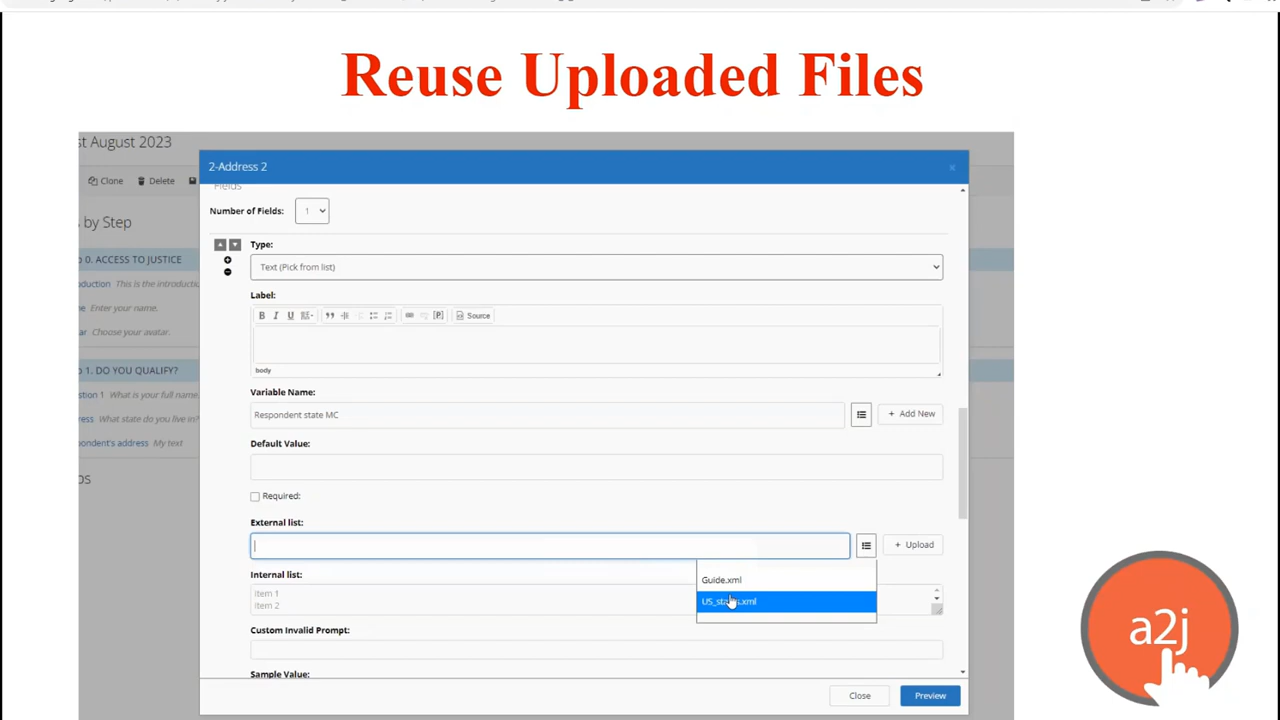 Reuse Uploaded Files
st August 2023
2-Address 2
Clone Delete
Fields
Number of Fields: 1
by Step
Type:
0. ACCESS TO JUSTICE
Text (Pick from list)
This is the introductio
Label:
Enter your name.
B I U Source
Choose your avatar.
body
1. DO YOU QUALIFY?
Variable Name:
stion 1 What is your full name
Respondent state MC + Add New
What state do you live in?
ondent's address My text
Default Value:
Required:
External list:
+ Upload
Internal list:
Guide.xml
item 1
item 2
Custom Invalid Prompt:
Sample Value:
Close Preview
a2j